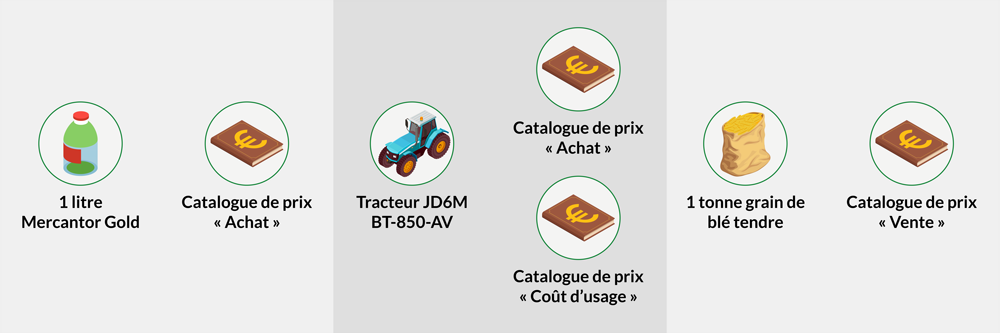 1 litre
Mercantor Gold
Catalogue de prix
« Achat »
Tracteur JD6M
BT-850-AV
Catalogue de prix
« Achat »
Catalogue de prix
« Coût d’usage »
1 tonne grain de
blé tendre
Catalogue de prix
« Vente »